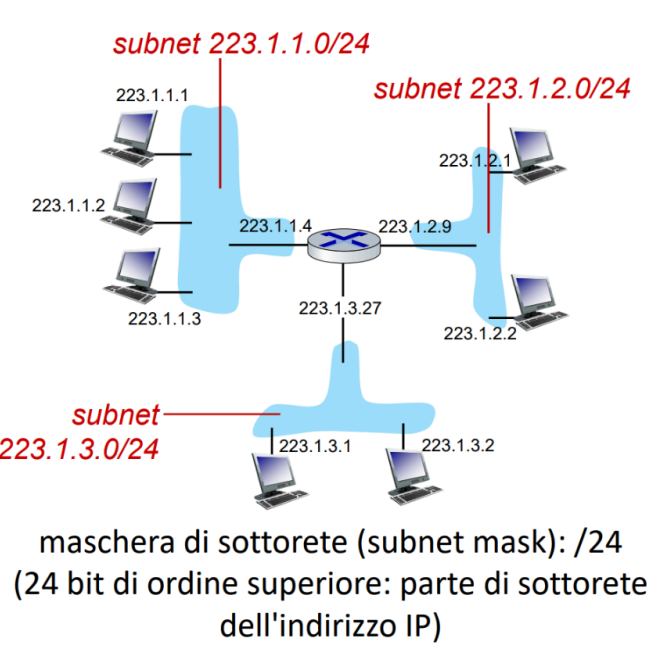 subnet 223.1.1.0/24
subnet 223.1.2.0/24
223.1.1.1
223.1.2.1
223.1.1.2
223.1.1.4
223.1.2.9
223.1.1.3
223.1.3.27
223.1.2.2
subnet
223.1.3.0/24
223.1.3.1
223.1.3.2
maschera di sottorete (subnet mask): /24
(24 bit di ordine superiore: parte di sottorete
dell'indirizzo IP)